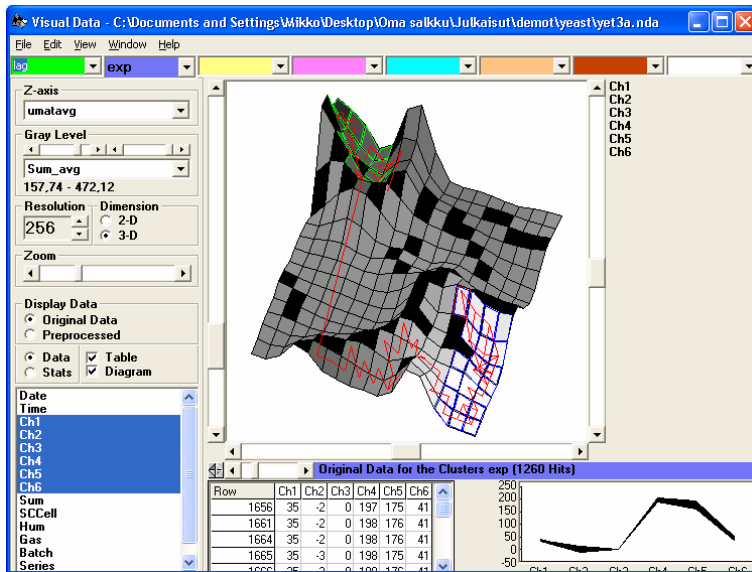 Visual Data - C:\Documents and Settings\Mikko\Desktop\Oma salkku\Julkaisut\demot\yeast\yet3a.nda
File Edit View Window Help
lag exp
Z-axis
umatavg
Gray Level
Sum_avg
157,74 - 472,12
Resolution Dimension
256
2-D
3-D
Zoom
Display Data
Original Data
Preprocessed
Data Table
Stats Diagram
Date
Time
Ch1
Ch2
Ch3
Ch4
Ch5
Ch6
Sum
SCCell
Hum
Gas
Batch
Series
Ch1
Ch2
Ch3
Ch4
Ch5
Ch6
Original Data for the Clusters exp (1260 Hits)
Row Ch1 Ch2 Ch3 Ch4 Ch5 Ch6
1656 35 -2 0 197 175 41
1661 35 -2 0 198 176 41
1664 35 -2 0 198 176 41
1665 35 -3 0 198 175 41
250
200
150
100
50
0
-50